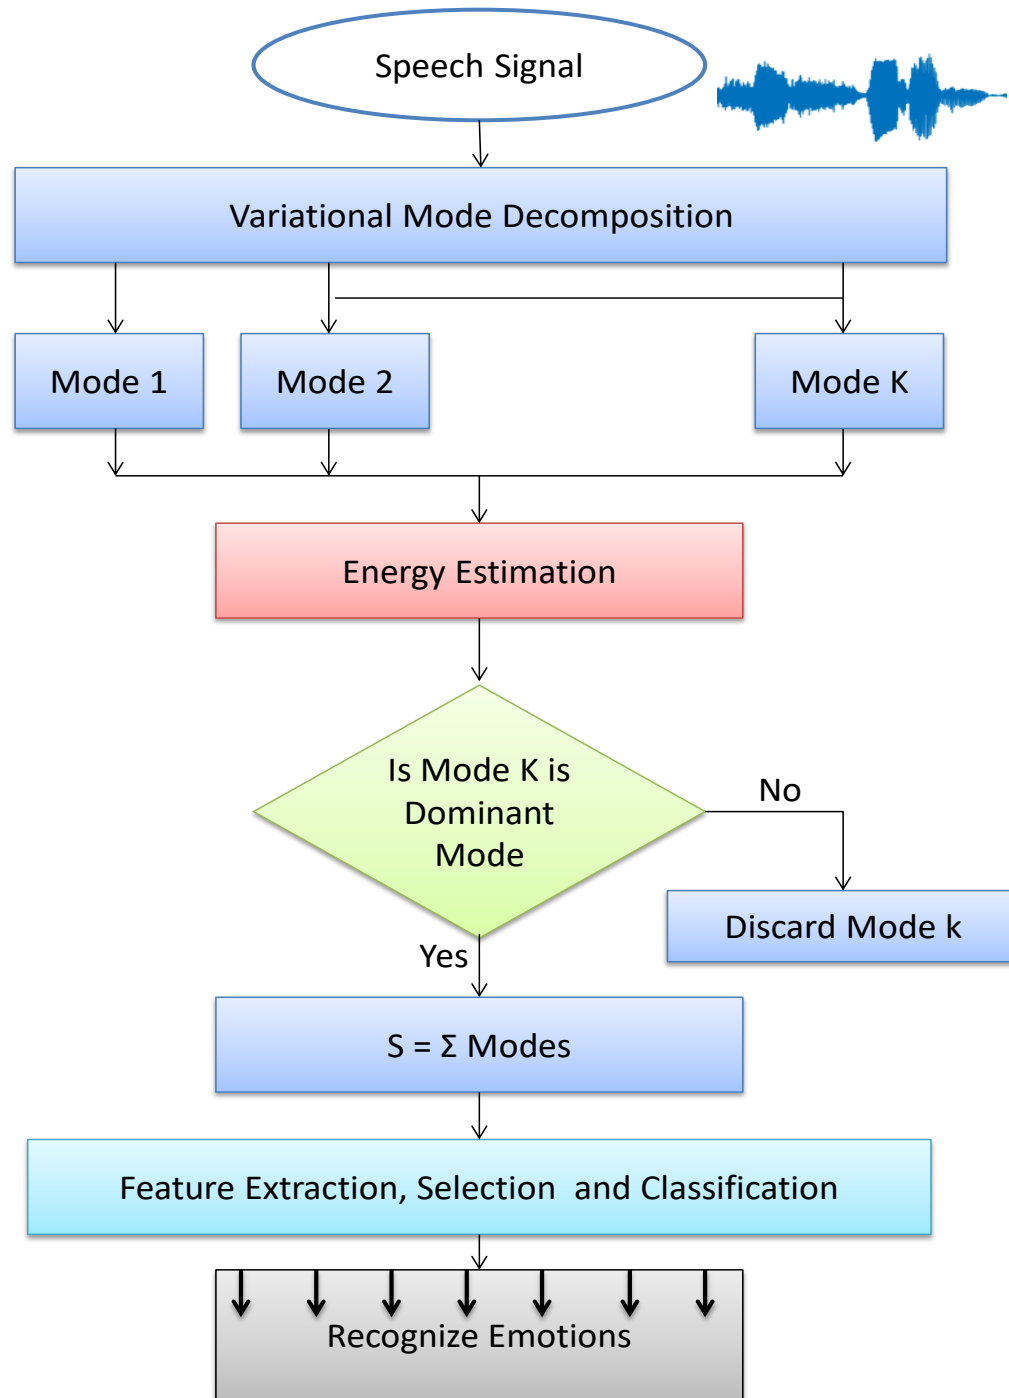 Speech Signal
Variational Mode Decomposition
Mode 1
Mode 2
Mode K
Energy Estimation
Is Mode K is
Dominant
Mode
No
Discard Mode k
Yes
S = Σ Modes
Feature Extraction, Selection  and Classification
Recognize Emotions